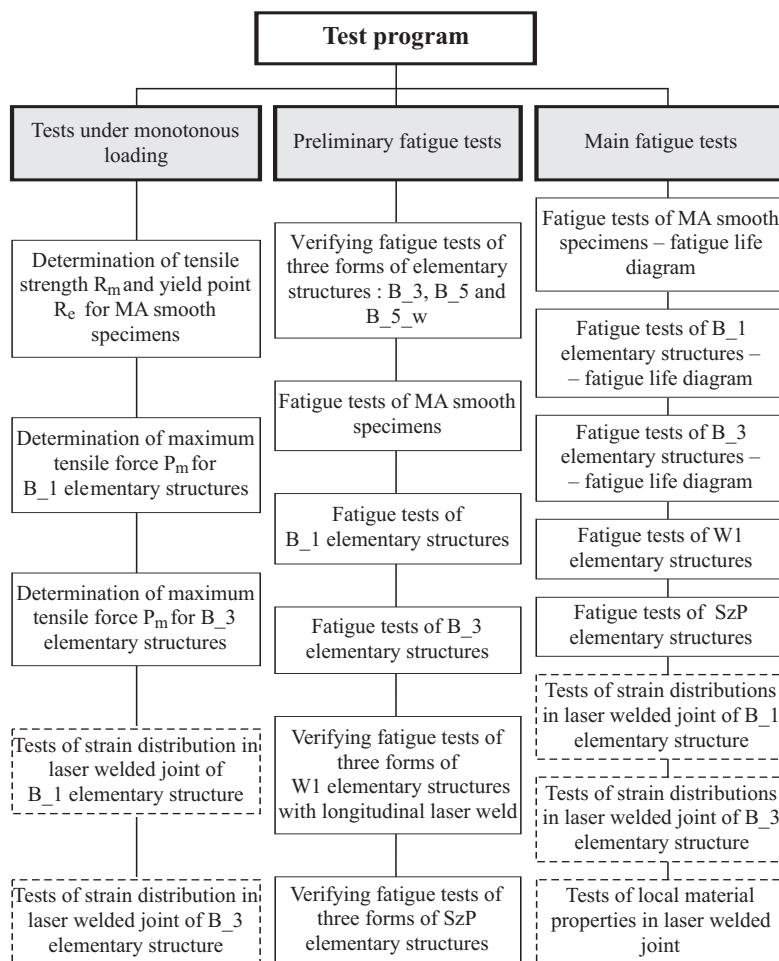 Test program
Tests under monotonous
loading
Determination of tensile
strength Rm and yield point
Re for MA smooth
specimens
Determination of maximum
tensile force Pm for
B_1 elementary structures
Determination of maximum
tensile force Pm for B_3
elementary structures
Tests of strain distribution in
laser welded joint of
B_1 elementary structure
Tests of strain distribution in
laser welded joint of B_3
elementary structure
Preliminary fatigue tests
Verifying fatigue tests of
three forms of elementary
structures : B_3, B_5 and
B_5_w
Fatigue tests of MA smooth
specimens
Fatigue tests of
B_1 elementary structures
Fatigue tests of B_3
elementary structures
Verifying fatigue tests of
three forms of
W1 elementary structures
with longitudinal laser weld
Verifying fatigue tests of
three forms of SzP
elementary structures
Main fatigue tests
Fatigue tests of MA smooth
specimens – fatigue life
diagram
Fatigue tests of B_1
elementary structures –
– fatigue life diagram
Fatigue tests of B_3
elementary structures –
– fatigue life diagram
Fatigue tests of W1
elementary structures
Fatigue tests of SzP
elementary structures
Tests of strain distributions
in laser welded joint of B_1
elementary structure
Tests of strain distributions
in laser welded joint of B_3
elementary structure
Tests of local material
properties in laser welded
joint